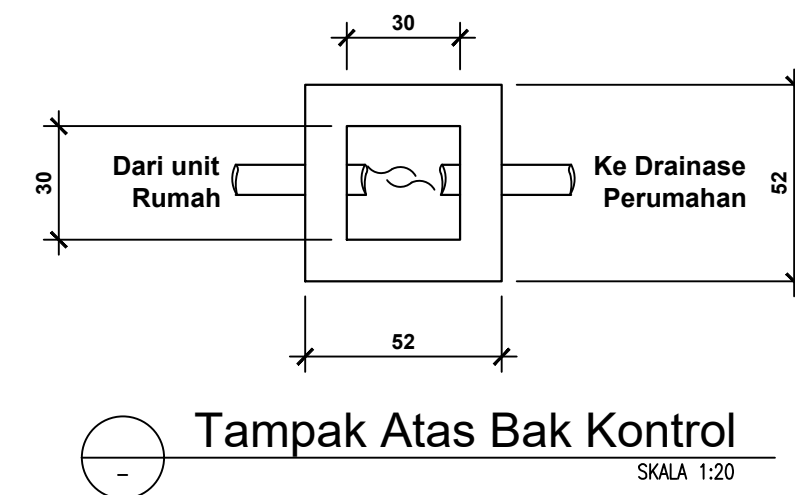 30
30
Dari unit
Rumah
Ke Drainase
Perumahan
52
52
Tampak Atas Bak Kontrol
SKALA 1:20
-